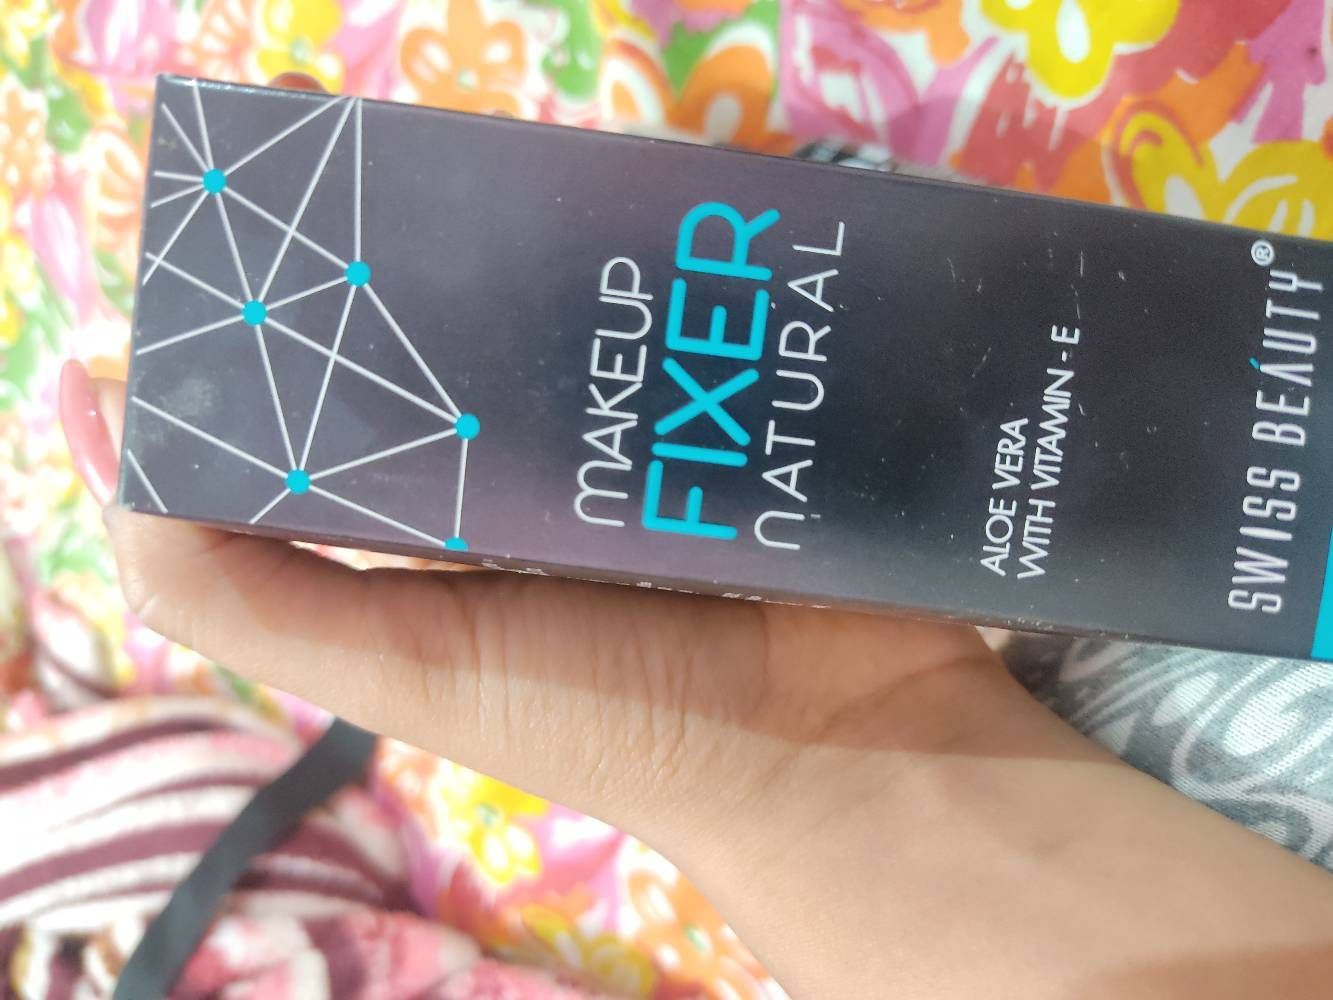 MAKEUP
FIXER
NATURAL
ALOE VERA
WITH VITAMIN - E
SWISS BEAUTY®